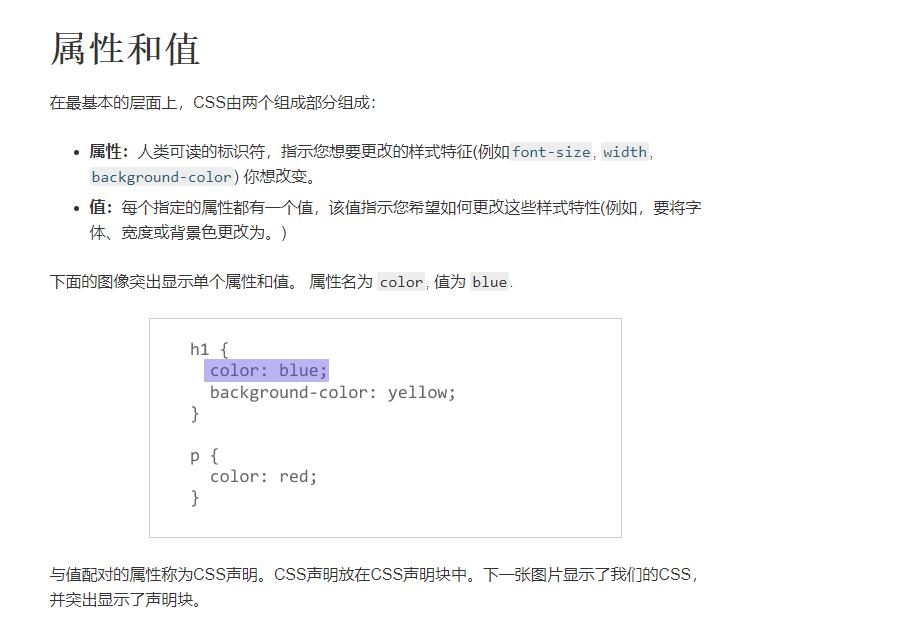 属性和值
在最基本的层面上，CSS由两个组成部分组成：
• 属性：人类可读的标识符，指示您想要更改的样式特征(例如font-size, width,
background-color) 你想改变。
• 值：每个指定的属性都有一个值，该值指示您希望如何更改这些样式特性(例如，要将字
体、宽度或背景色更改为。)
下面的图像突出显示单个属性和值。 属性名为 color, 值为 blue.
h1 {
color: blue;
background-color: yellow;
}
p {
color: red;
}
与值配对的属性称为CSS声明。CSS声明放在CSS声明块中。下一张图片显示了我们的CSS，
并突出显示了声明块。